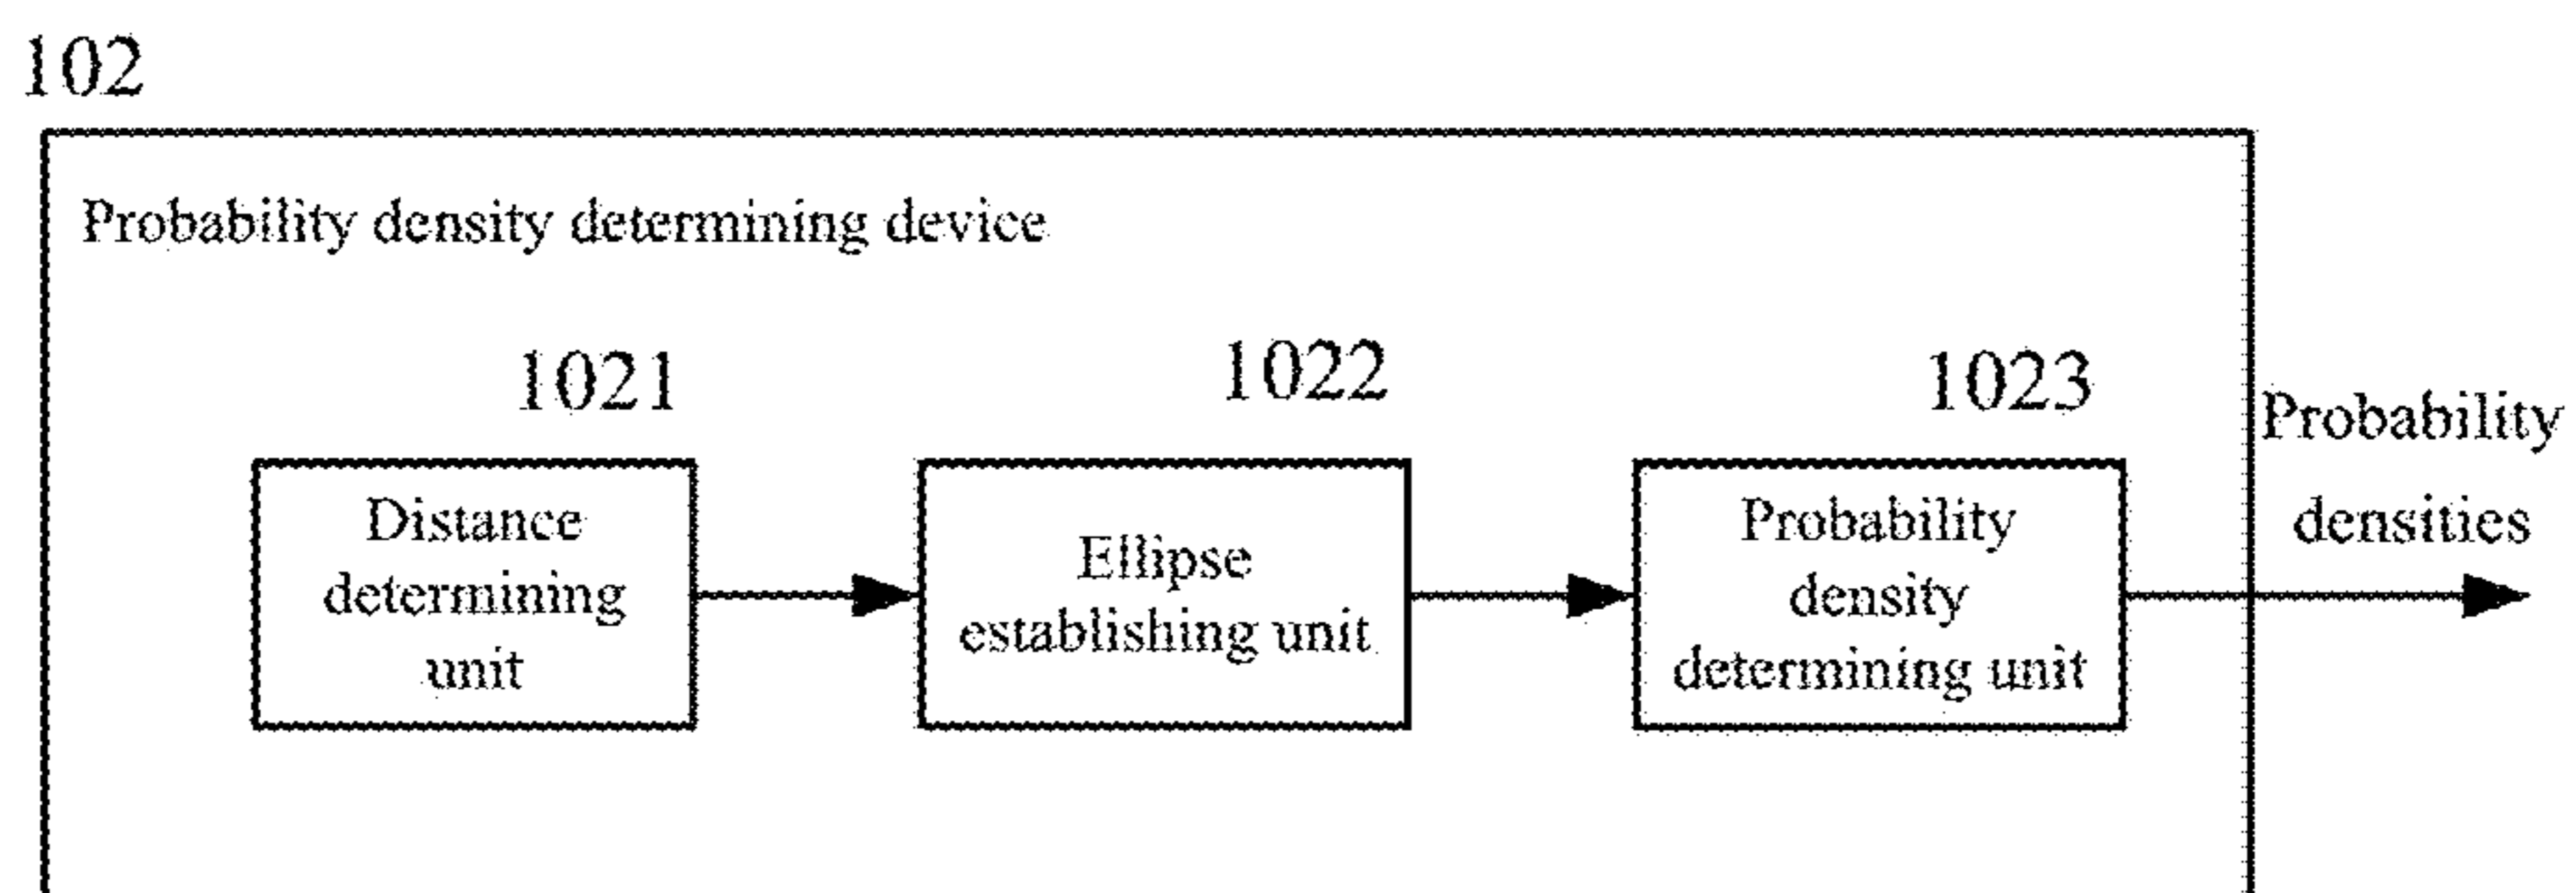 102
Probability density determining device
1021
1022
1023
Distance
determining
unit
Ellipse
establishing unit
Probability
density
determining unit
Probability
densities